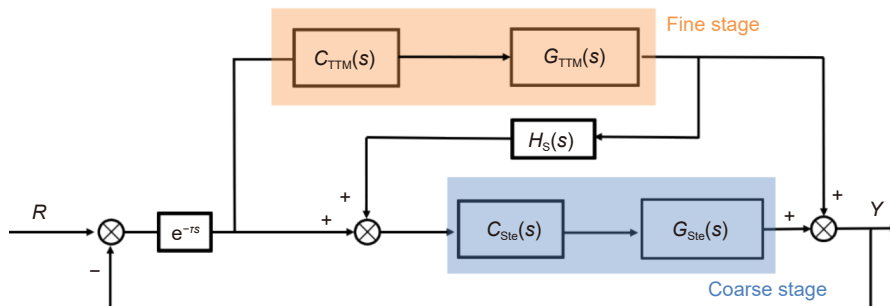 Fine stage
C_TTM(s)
G_TTM(s)
H_S(s)
+
R
e^−τs
+
C_Ste(s)
G_Ste(s)
+
+
Y
−
Coarse stage